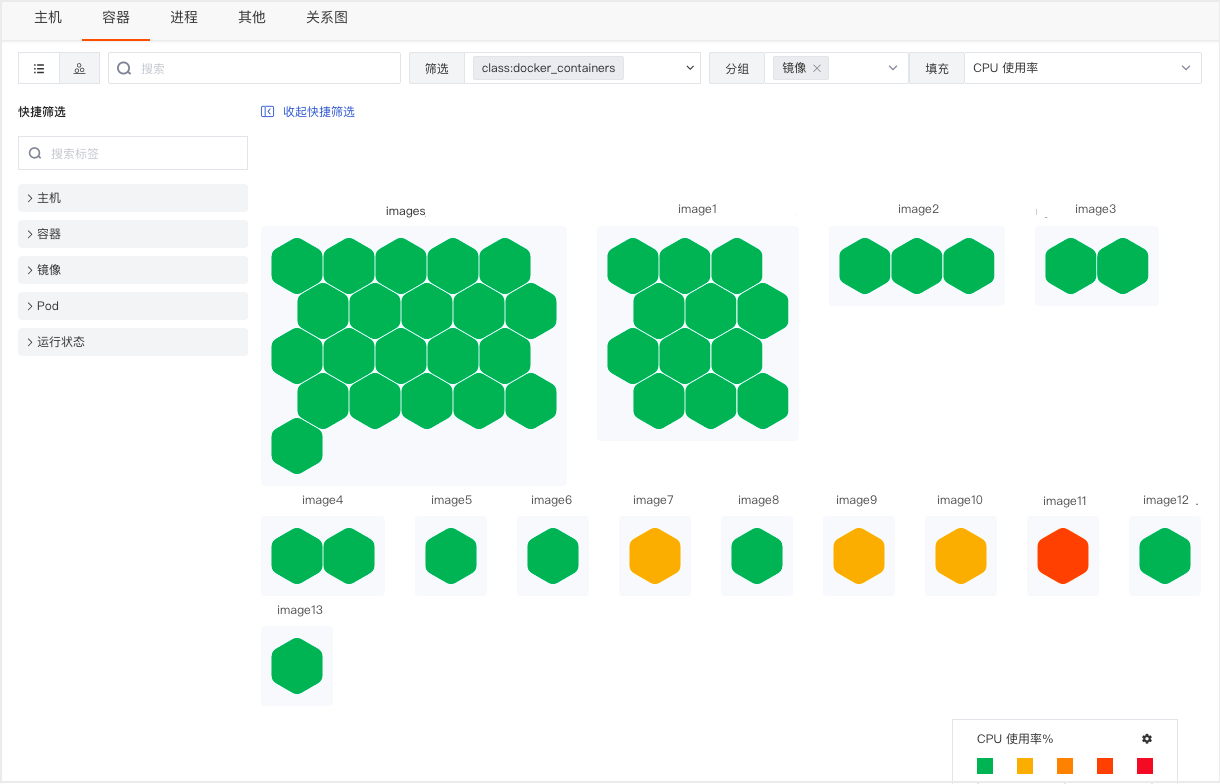 主机 容器 进程 其他 关系图
搜索 筛选 class:docker_containers 分组 镜像 填充 CPU 使用率
快捷筛选 收起快捷筛选
搜索标签
主机
容器
镜像
Pod
运行状态
images image1 image2 image3
image4 image5 image6 image7 image8 image9 image10 image11 image12
image13
CPU 使用率%